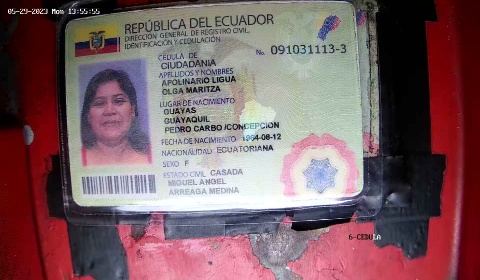 05-29-2023 Mon 13:55:55
REPÚBLICA DEL ECUADOR
DIRECCIÓN GENERAL DE REGISTRO CIVIL,
IDENTIFICACIÓN Y CEDULACIÓN
No. 091031113-3
CÉDULA DE
CIUDADANÍA
APELLIDOS Y NOMBRES
APOLINARIO LIGUA
OLGA MARITZA
LUGAR DE NACIMIENTO
GUAYAS
GUAYAQUIL
PEDRO CARBO /CONCEPCION
FECHA DE NACIMIENTO 1964-08-12
NACIONALIDAD ECUATORIANA
SEXO F
ESTADO CIVIL CASADA
MIGUEL ANGEL
ARREAGA MEDINA
6-CEDULA